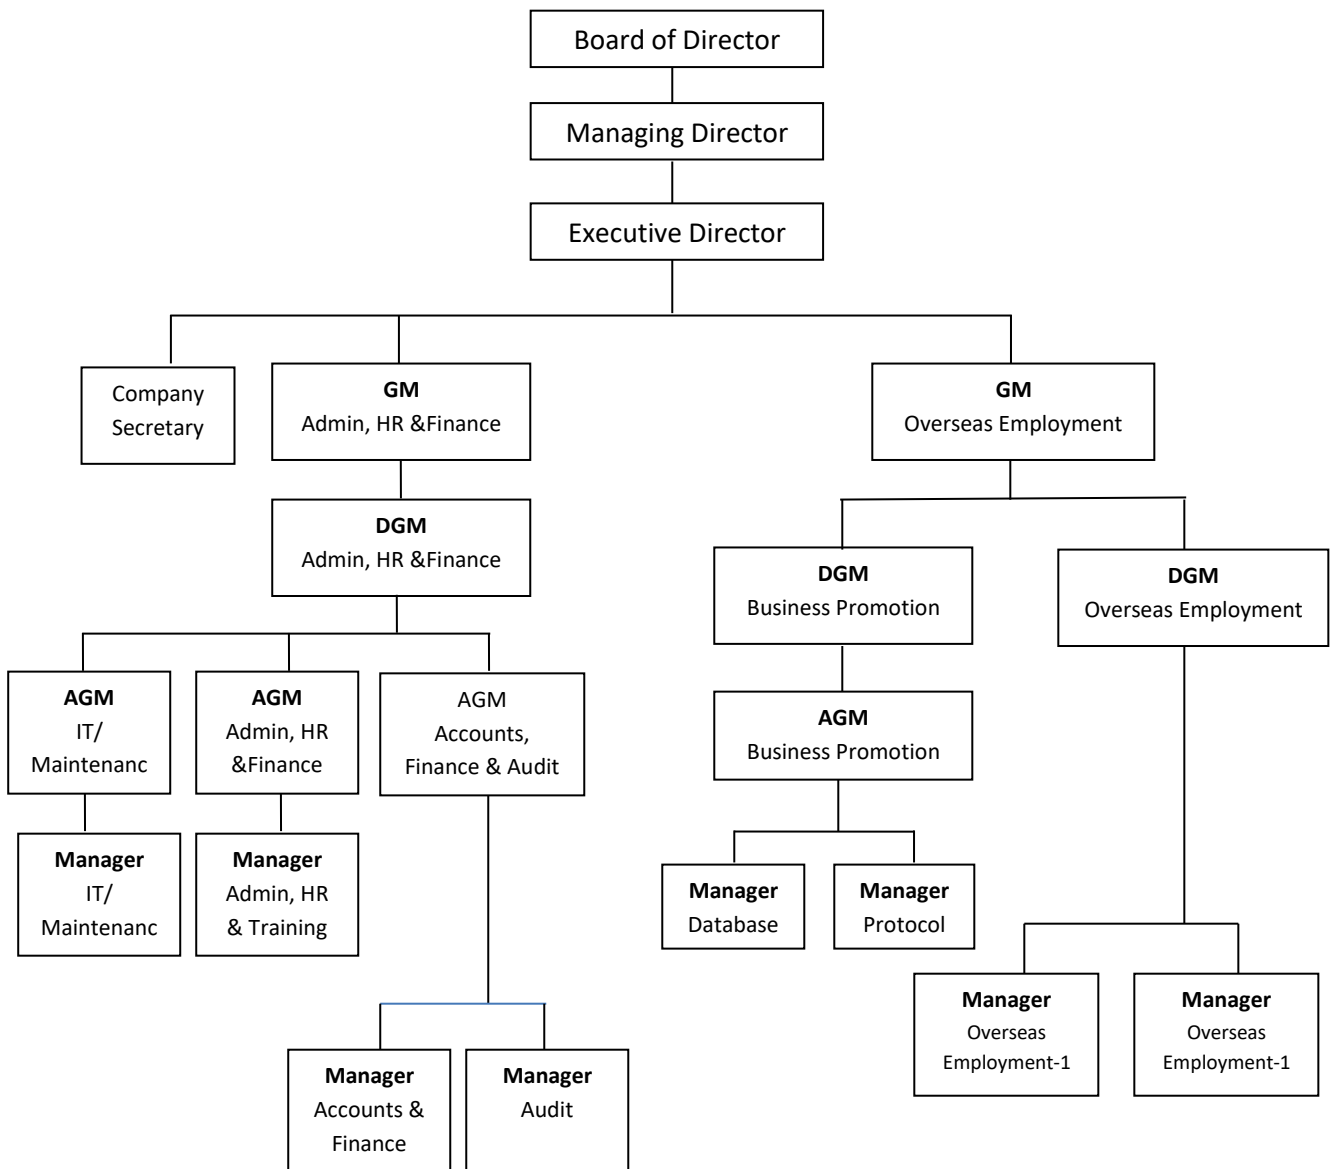 Board of Director
Managing Director
Executive Director
Company
Secretary
GM
Admin, HR &Finance
GM
Overseas Employment
DGM
Admin, HR &Finance
DGM
Business Promotion
DGM
Overseas Employment
AGM
IT/
Maintenanc
AGM
Admin, HR
&Finance
AGM
Accounts,
Finance & Audit
AGM
Business Promotion
Manager
IT/
Maintenanc
Manager
Admin, HR
& Training
Manager
Database
Manager
Protocol
Manager
Overseas
Employment-1
Manager
Overseas
Employment-1
Manager
Accounts &
Finance
Manager
Audit